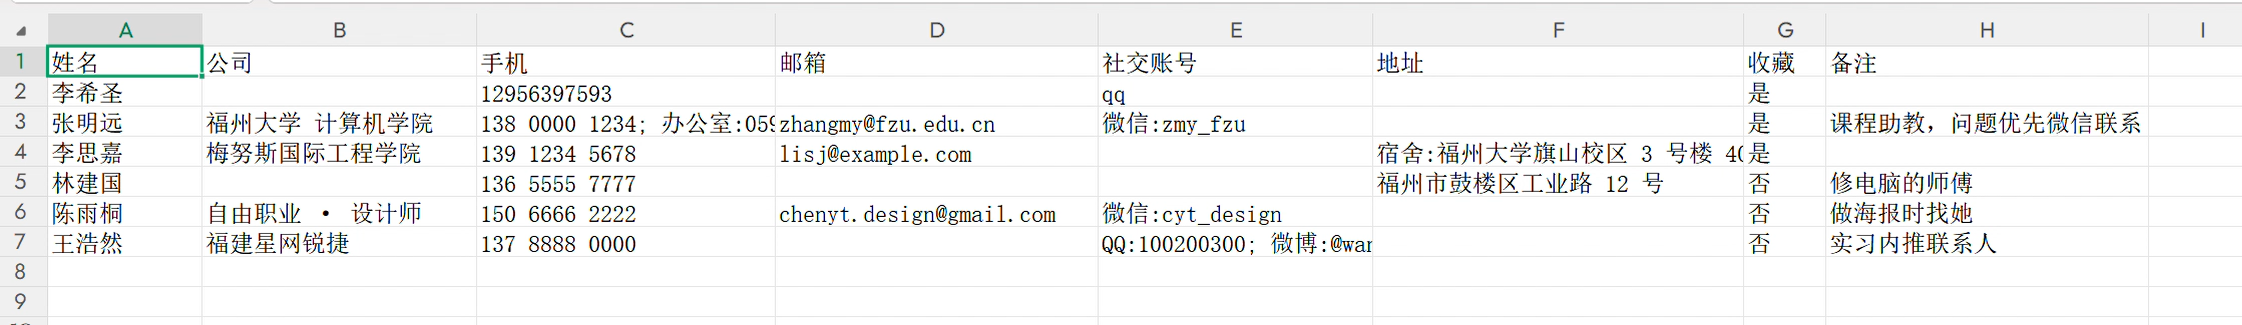 A B C D E F G H I
1 姓名 公司 手机 邮箱 社交账号 地址 收藏 备注
2 李希圣 12956397593 qq 是
3 张明远 福州大学 计算机学院 138 0000 1234; 办公室:059 zhangmy@fzu.edu.cn 微信:zmy_fzu 是 课程助教，问题优先微信联系
4 李思嘉 梅努斯国际工程学院 139 1234 5678 lisj@example.com 宿舍:福州大学旗山校区 3 号楼 40 是
5 林建国 136 5555 7777 福州市鼓楼区工业路 12 号 否 修电脑的师傅
6 陈雨桐 自由职业 · 设计师 150 6666 2222 chenyt.design@gmail.com 微信:cyt_design 否 做海报时找她
7 王浩然 福建星网锐捷 137 8888 0000 QQ:100200300; 微博:@wan 否 实习内推联系人
8
9